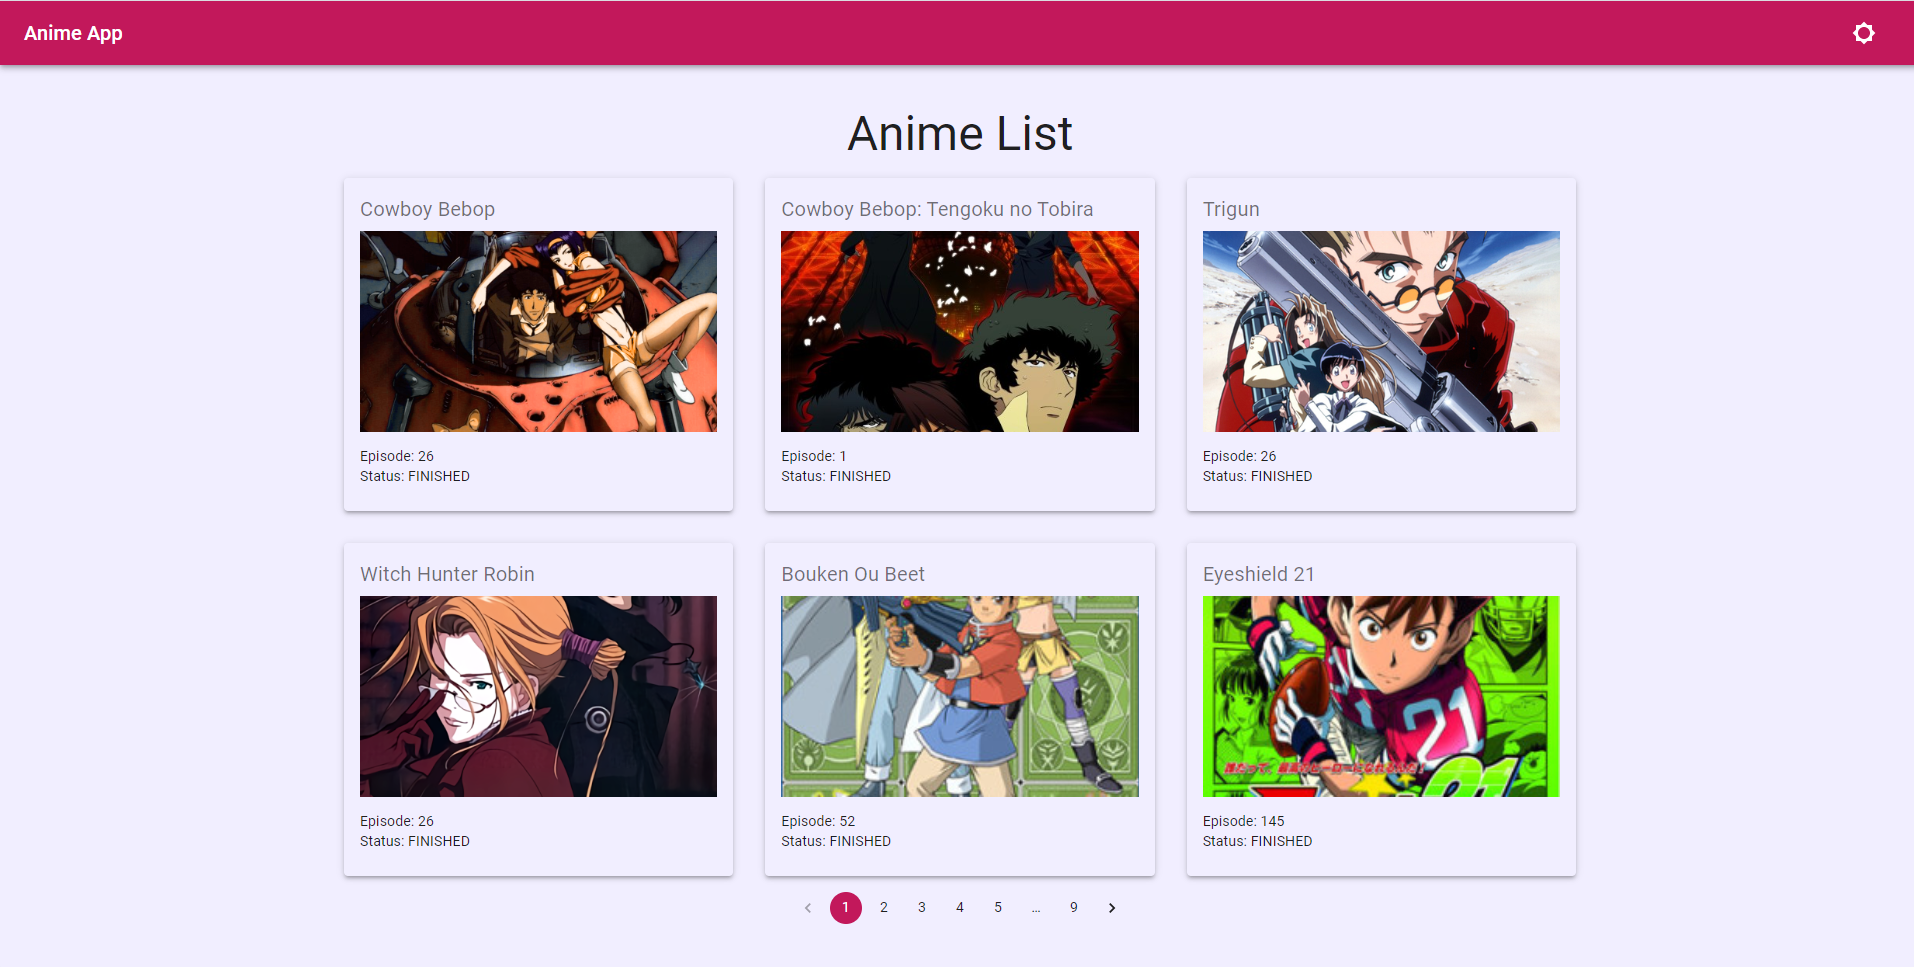 Anime App
Anime List
Cowboy Bebop
Episode: 26
Status: FINISHED
Cowboy Bebop: Tengoku no Tobira
Episode: 1
Status: FINISHED
Trigun
Episode: 26
Status: FINISHED
Witch Hunter Robin
Episode: 26
Status: FINISHED
Bouken Ou Beet
Episode: 52
Status: FINISHED
Eyeshield 21
21
21
Episode: 145
Status: FINISHED
1 2 3 4 5 ... 9